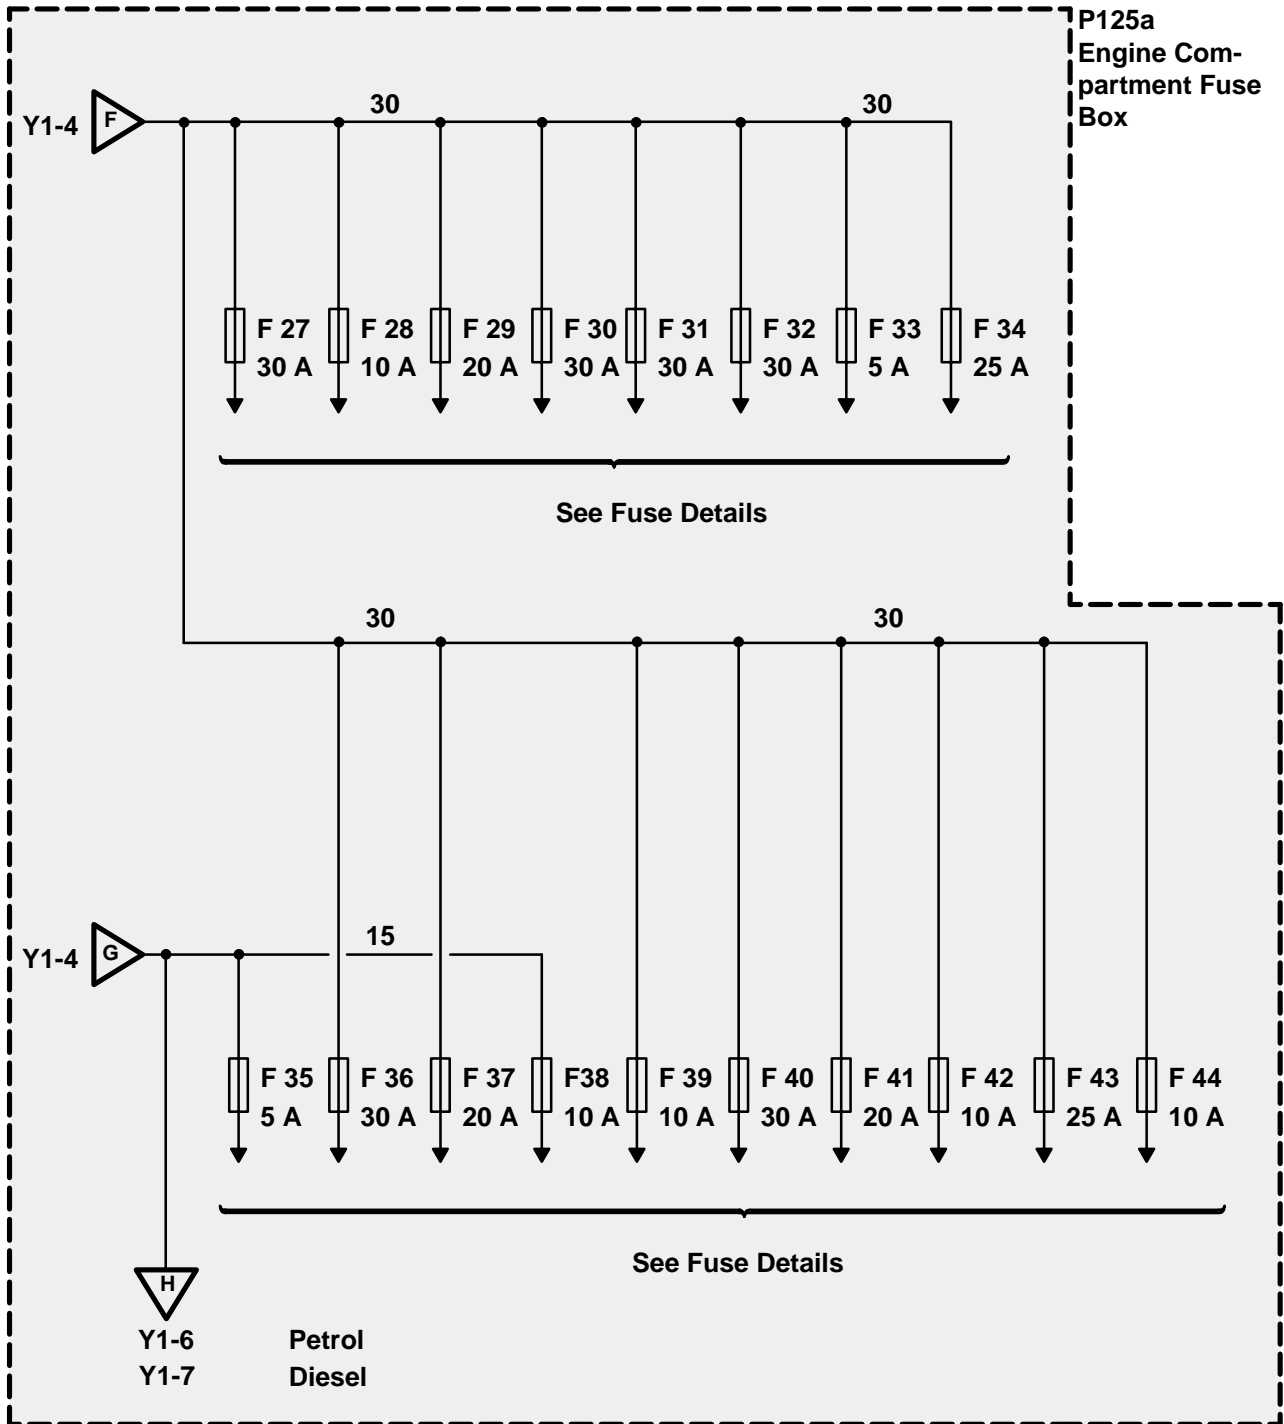 P125a
Engine Com-
partment Fuse
Box
30 30
Y1-4 F
F 27 F 28 F 29 F 30 F 31 F 32 F 33 F 34
30 A 10 A 20 A 30 A 30 A 30 A 5 A 25 A
See Fuse Details
30 30
15
Y1-4 G
F 35 F 36 F 37 F38 F 39 F 40 F 41 F 42 F 43 F 44
5 A 30 A 20 A 10 A 10 A 30 A 20 A 10 A 25 A 10 A
See Fuse Details
H
Y1-6 Petrol
Y1-7 Diesel